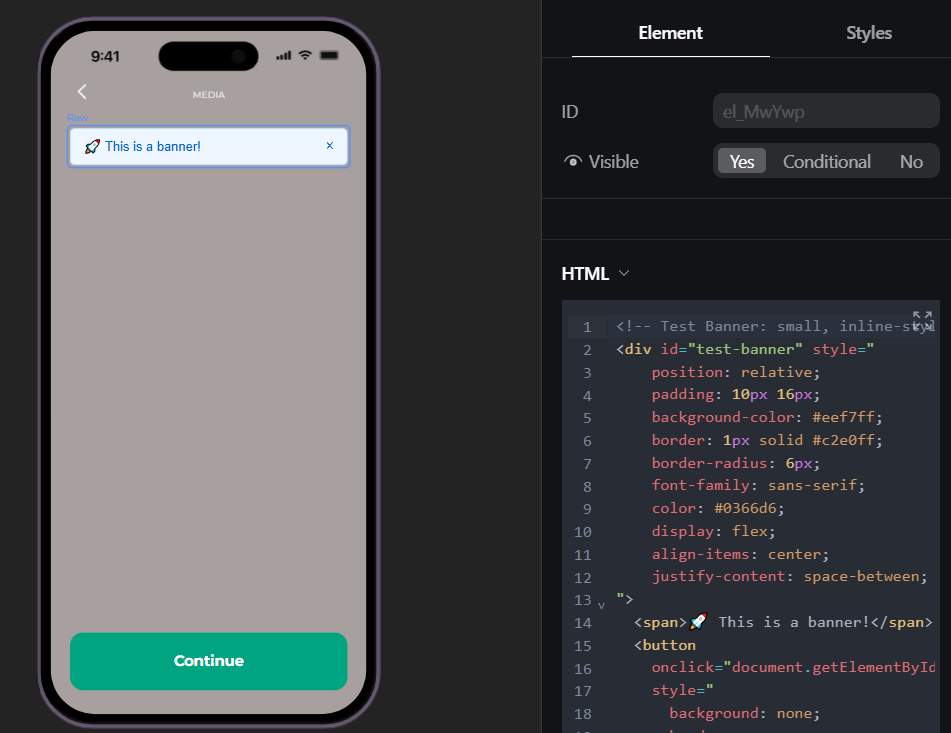 9:41
MEDIA
Raw
🚀 This is a banner! ×
Continue
Element Styles
ID el_MwYwp
Visible Yes Conditional No
HTML
1 <!-- Test Banner: small, inline-styl
2 <div id="test-banner" style="
3 position: relative;
4 padding: 10px 16px;
5 background-color: #eef7ff;
6 border: 1px solid #c2e0ff;
7 border-radius: 6px;
8 font-family: sans-serif;
9 color: #0366d6;
10 display: flex;
11 align-items: center;
12 justify-content: space-between;
13 ">
14 <span>🚀 This is a banner!</span>
15 <button
16 onclick="document.getElementById
17 style="
18 background: none;